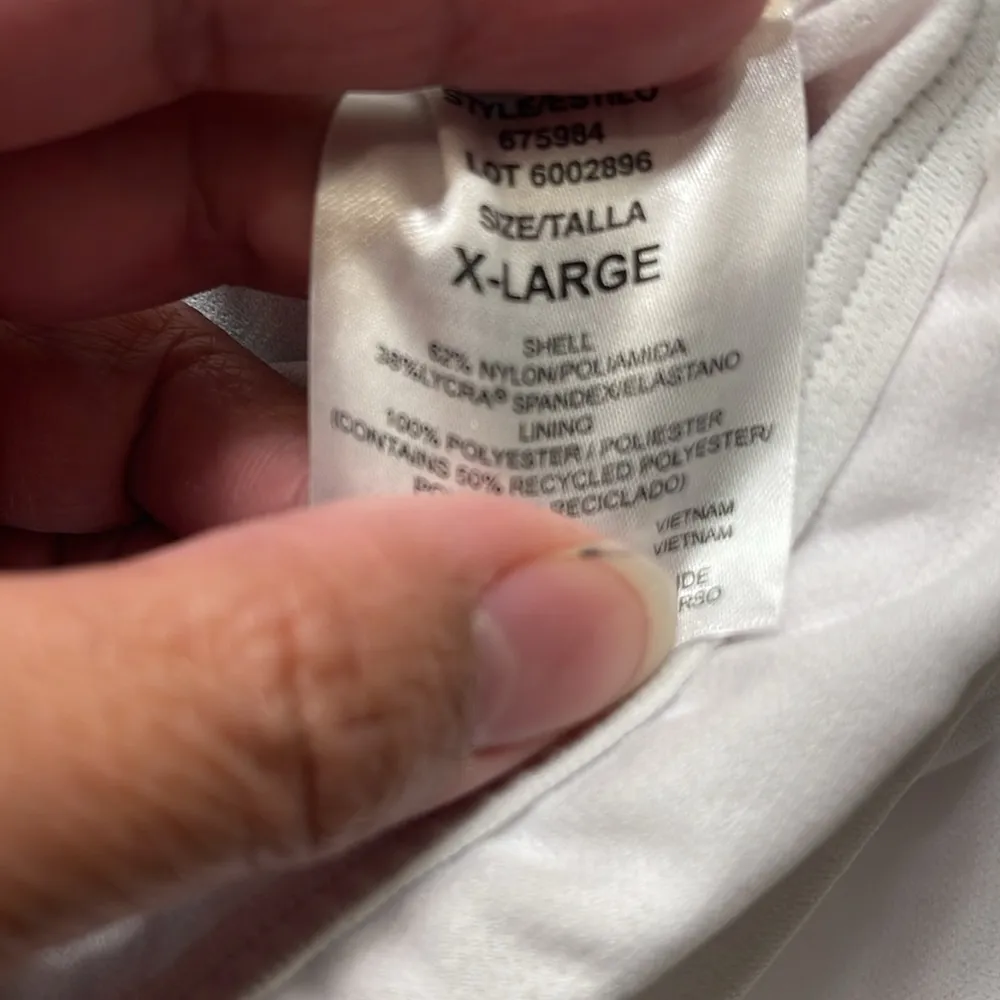 STYLE/ESTILO
675984
LOT 6002896
SIZE/TALLA
X-LARGE
SHELL
62% NYLON/POLIAMIDA
38%LYCRA® SPANDEX/ELASTANO
LINING
100% POLYESTER / POLIESTER
(CONTAINS 50% RECYCLED POLYESTER/
RECICLADO)
VIETNAM
VIETNAM